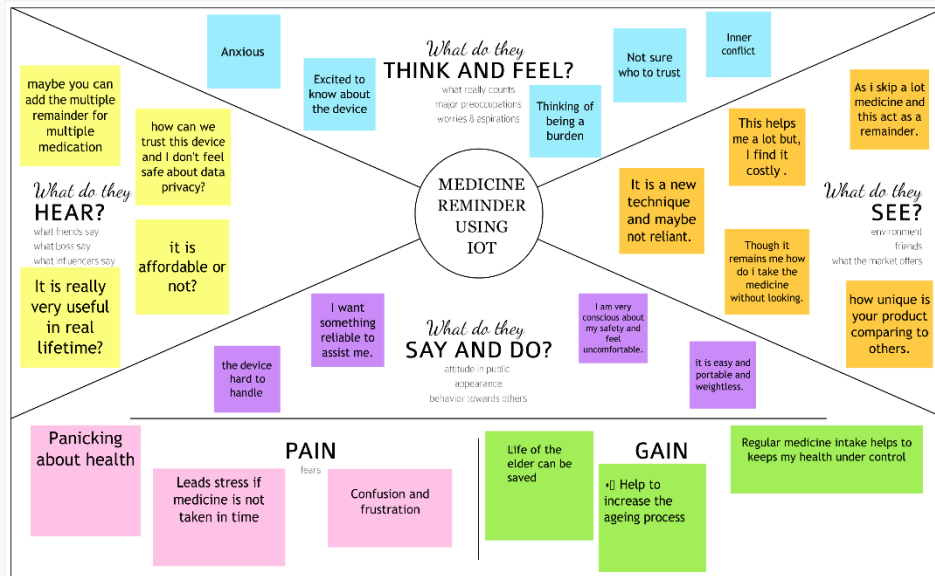 What do they
THINK AND FEEL?
what really counts
major preoccupations
worries & aspirations
Anxious
Excited to
know about
the device
Thinking of
being a
burden
Not sure
who to trust
Inner
conflict
maybe you can
add the multiple
remainder for
multiple
medication
how can we
trust this device
and I don't feel
safe about data
privacy?
What do they
HEAR?
what friends say
what boss say
what influencers say
it is
affordable or
not?
It is really
very useful
in real
lifetime?
MEDICINE
REMINDER
USING
IOT
As i skip a lot
medicine and
this act as a
remainder.
This helps
me a lot but,
I find it
costly .
It is a new
technique
and maybe
not reliant.
What do they
SEE?
environment
friends
what the market offers
Though it
remains me how
do i take the
medicine
without looking.
how unique is
your product
comparing to
others.
What do they
SAY AND DO?
attitude in public
appearance
behavior towards others
I want
something
reliable to
assist me.
the device
hard to
handle
I am very
conscious about
my safety and
feel
uncomfortable.
it is easy and
portable and
weightless.
PAIN
fears
Panicking
about health
Leads stress if
medicine is not
taken in time
Confusion and
frustration
GAIN
Life of the
elder can be
saved
• Help to
increase the
ageing process
Regular medicine intake helps to
keeps my health under control